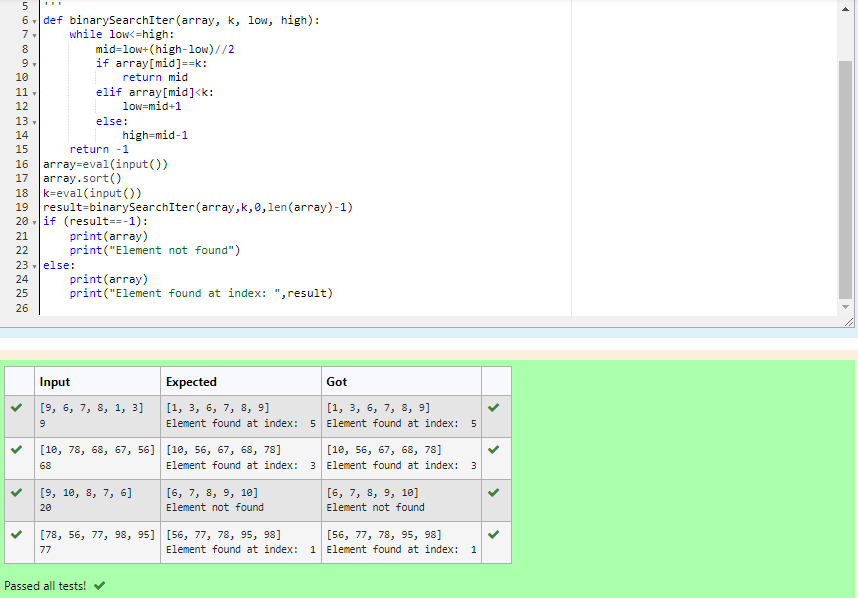 5 '''
6 def binarySearchIter(array, k, low, high):
7 while low<=high:
8 mid=low+(high-low)//2
9 if array[mid]==k:
10 return mid
11 elif array[mid]<k:
12 low=mid+1
13 else:
14 high=mid-1
15 return -1
16 array=eval(input())
17 array.sort()
18 k=eval(input())
19 result=binarySearchIter(array,k,0,len(array)-1)
20 if (result==-1):
21 print(array)
22 print("Element not found")
23 else:
24 print(array)
25 print("Element found at index: ",result)
26
Input Expected Got
[9, 6, 7, 8, 1, 3] [1, 3, 6, 7, 8, 9] [1, 3, 6, 7, 8, 9]
9 Element found at index:  5 Element found at index:  5
[10, 78, 68, 67, 56] [10, 56, 67, 68, 78] [10, 56, 67, 68, 78]
68 Element found at index:  3 Element found at index:  3
[9, 10, 8, 7, 6] [6, 7, 8, 9, 10] [6, 7, 8, 9, 10]
20 Element not found Element not found
[78, 56, 77, 98, 95] [56, 77, 78, 95, 98] [56, 77, 78, 95, 98]
77 Element found at index:  1 Element found at index:  1
Passed all tests!